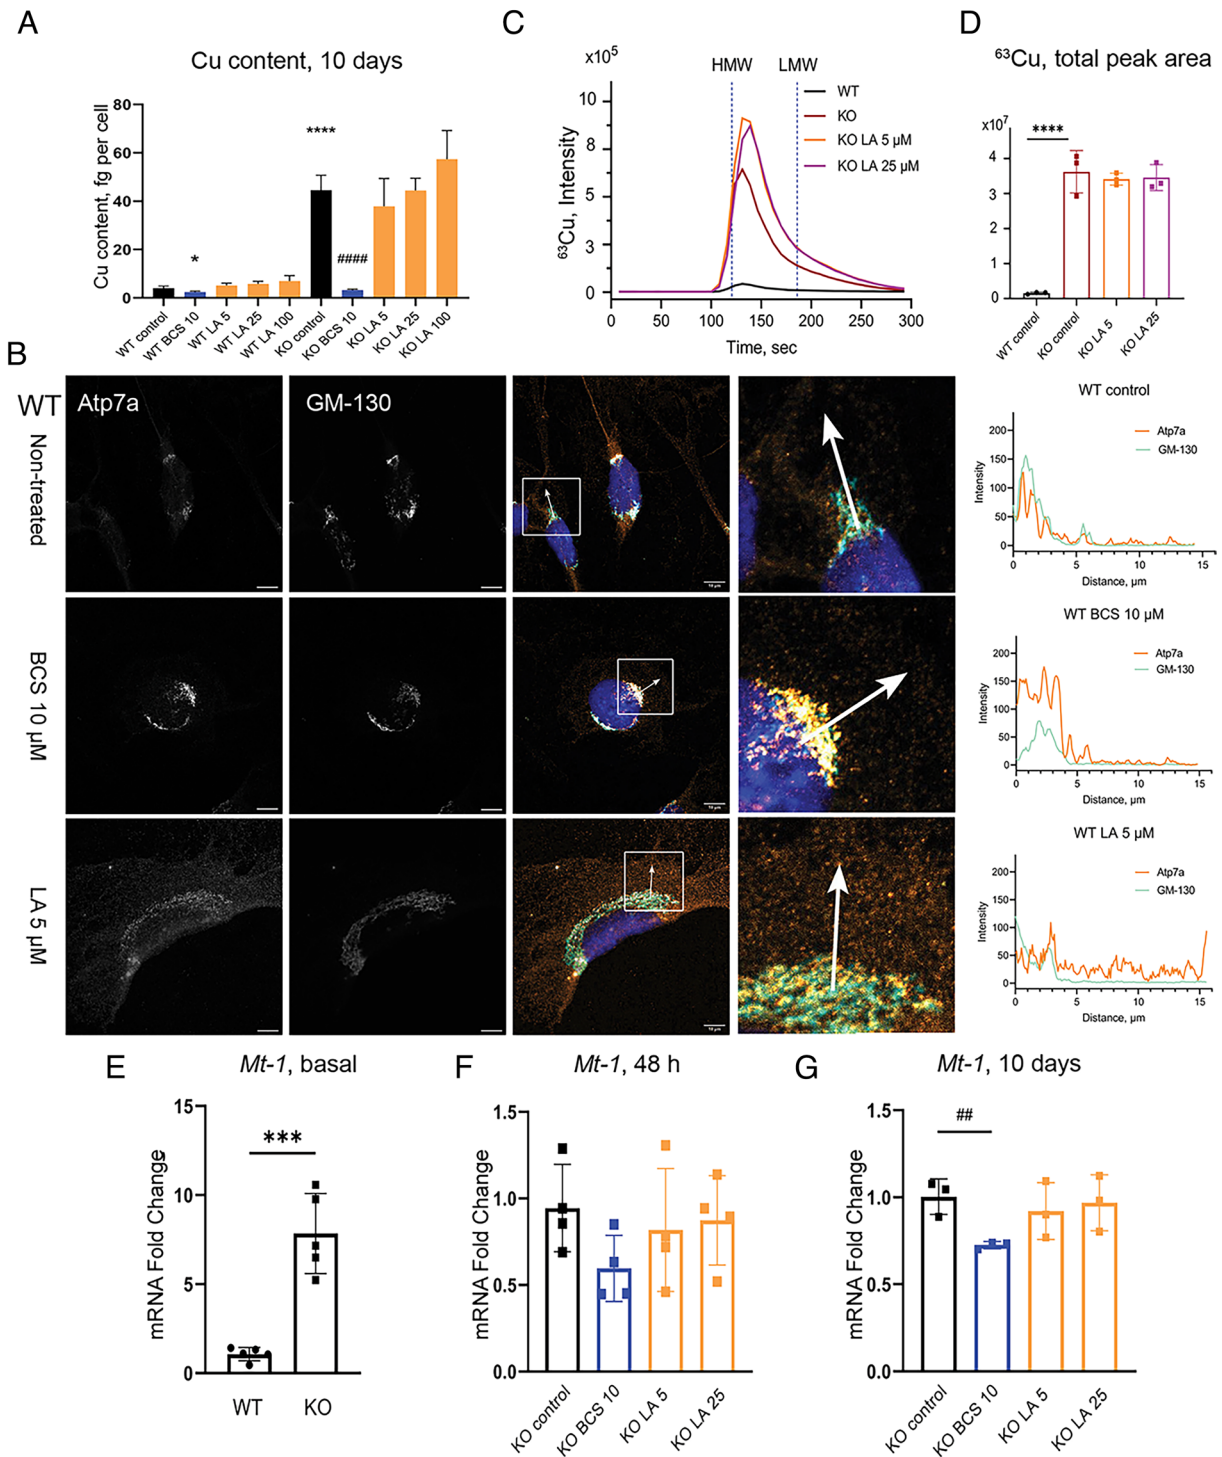 A
Cu content, 10 days
Cu content, fg per cell
80
60
40
20
0
*
****
####
WT control
WT BCS 10
WT LA 5
WT LA 25
WT LA 100
KO control
KO BCS 10
KO LA 5
KO LA 25
KO LA 100
C
x10⁵
HMW
LMW
⁶³Cu, Intensity
10
8
5
3
0
WT
KO
KO LA 5 µM
KO LA 25 µM
0
50
100
150
200
250
300
Time, sec
D
⁶³Cu, total peak area
x10⁷
****
4
3
2
1
0
WT control
KO control
KO LA 5
KO LA 25
B
WT
Atp7a
GM-130
Non-treated
10 µm
BCS 10 µM
10 µm
LA 5 µM
10 µm
WT control
Intensity
200
150
100
50
0
Atp7a
GM-130
0
5
10
15
Distance, µm
WT BCS 10 µM
Intensity
200
150
100
50
0
Atp7a
GM-130
0
5
10
15
Distance, µm
WT LA 5 µM
Intensity
200
150
100
50
0
Atp7a
GM-130
0
5
10
15
Distance, µm
E
Mt-1, basal
mRNA Fold Change
15
10
5
0
***
WT
KO
F
Mt-1, 48 h
mRNA Fold Change
1.5
1.0
0.5
0.0
KO control
KO BCS 10
KO LA 5
KO LA 25
G
Mt-1, 10 days
mRNA Fold Change
1.5
1.0
0.5
0.0
##
KO control
KO BCS 10
KO LA 5
KO LA 25